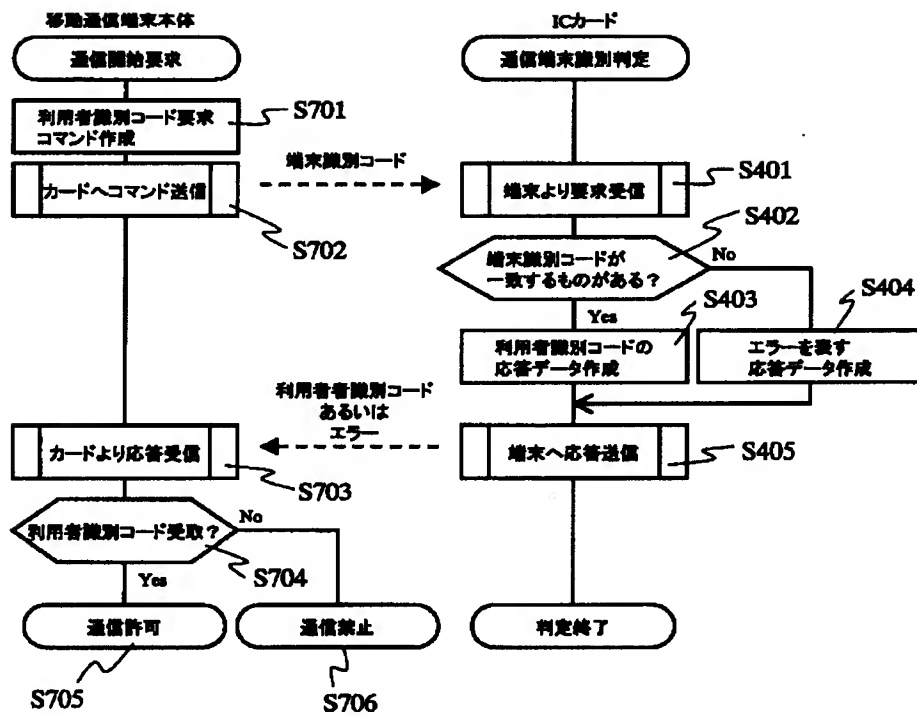 移動通信端末本体
ICカード
通信開始要求
通信端末識別判定
S701
利用者識別コード要求
コマンド作成
端末識別コード
カードへコマンド送信
端末より要求受信
S401
S702
S402
端末識別コードが
一致するものがある？
No
Yes
S403
S404
利用者識別コードの
応答データ作成
エラーを表す
応答データ作成
利用者者識別コード
あるいは
エラー
カードより応答受信
端末へ応答送信
S405
S703
利用者識別コード受取？
No
S704
Yes
通信許可
通信禁止
判定終了
S705
S706